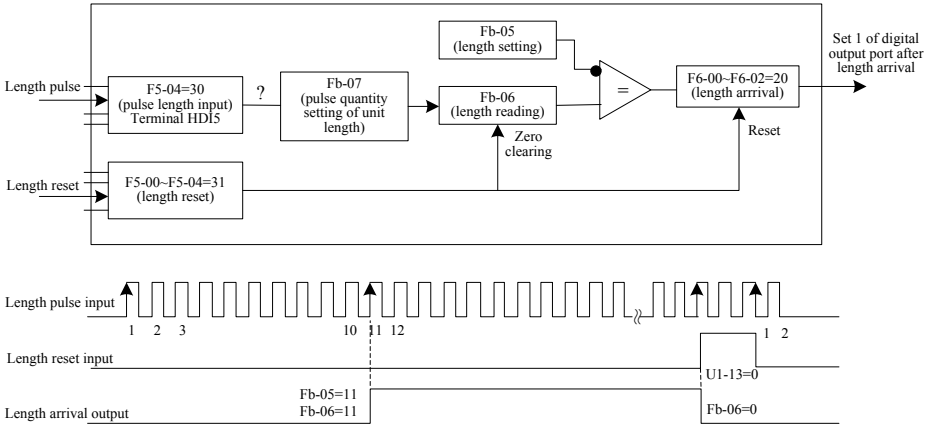 Fb-05
(length setting)
Set 1 of digital
output port after
length arrival
Length pulse
F5-04=30
(pulse length input)
Terminal HDI5
?
Fb-07
(pulse quantity
setting of unit
length)
Fb-06
(length reading)
=
F6-00~F6-02=20
(length arrrival)
Zero
clearing
Reset
Length reset
F5-00~F5-04=31
(length reset)
Length pulse input
1 2 3 10 11 12 1 2
Length reset input
U1-13=0
Fb-05=11
Fb-06=11
Length arrival output
Fb-06=0